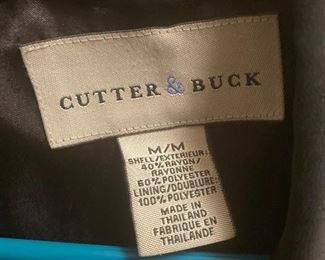 CUTTER & BUCK
M/M
SHELL/EXTERIEUR:
40% RAYON/
RAYONNE
60% POLYESTER
LINING/DOUBLURE:
100% POLYESTER
MADE IN
THAILAND
FABRIQUE EN
THAILANDE